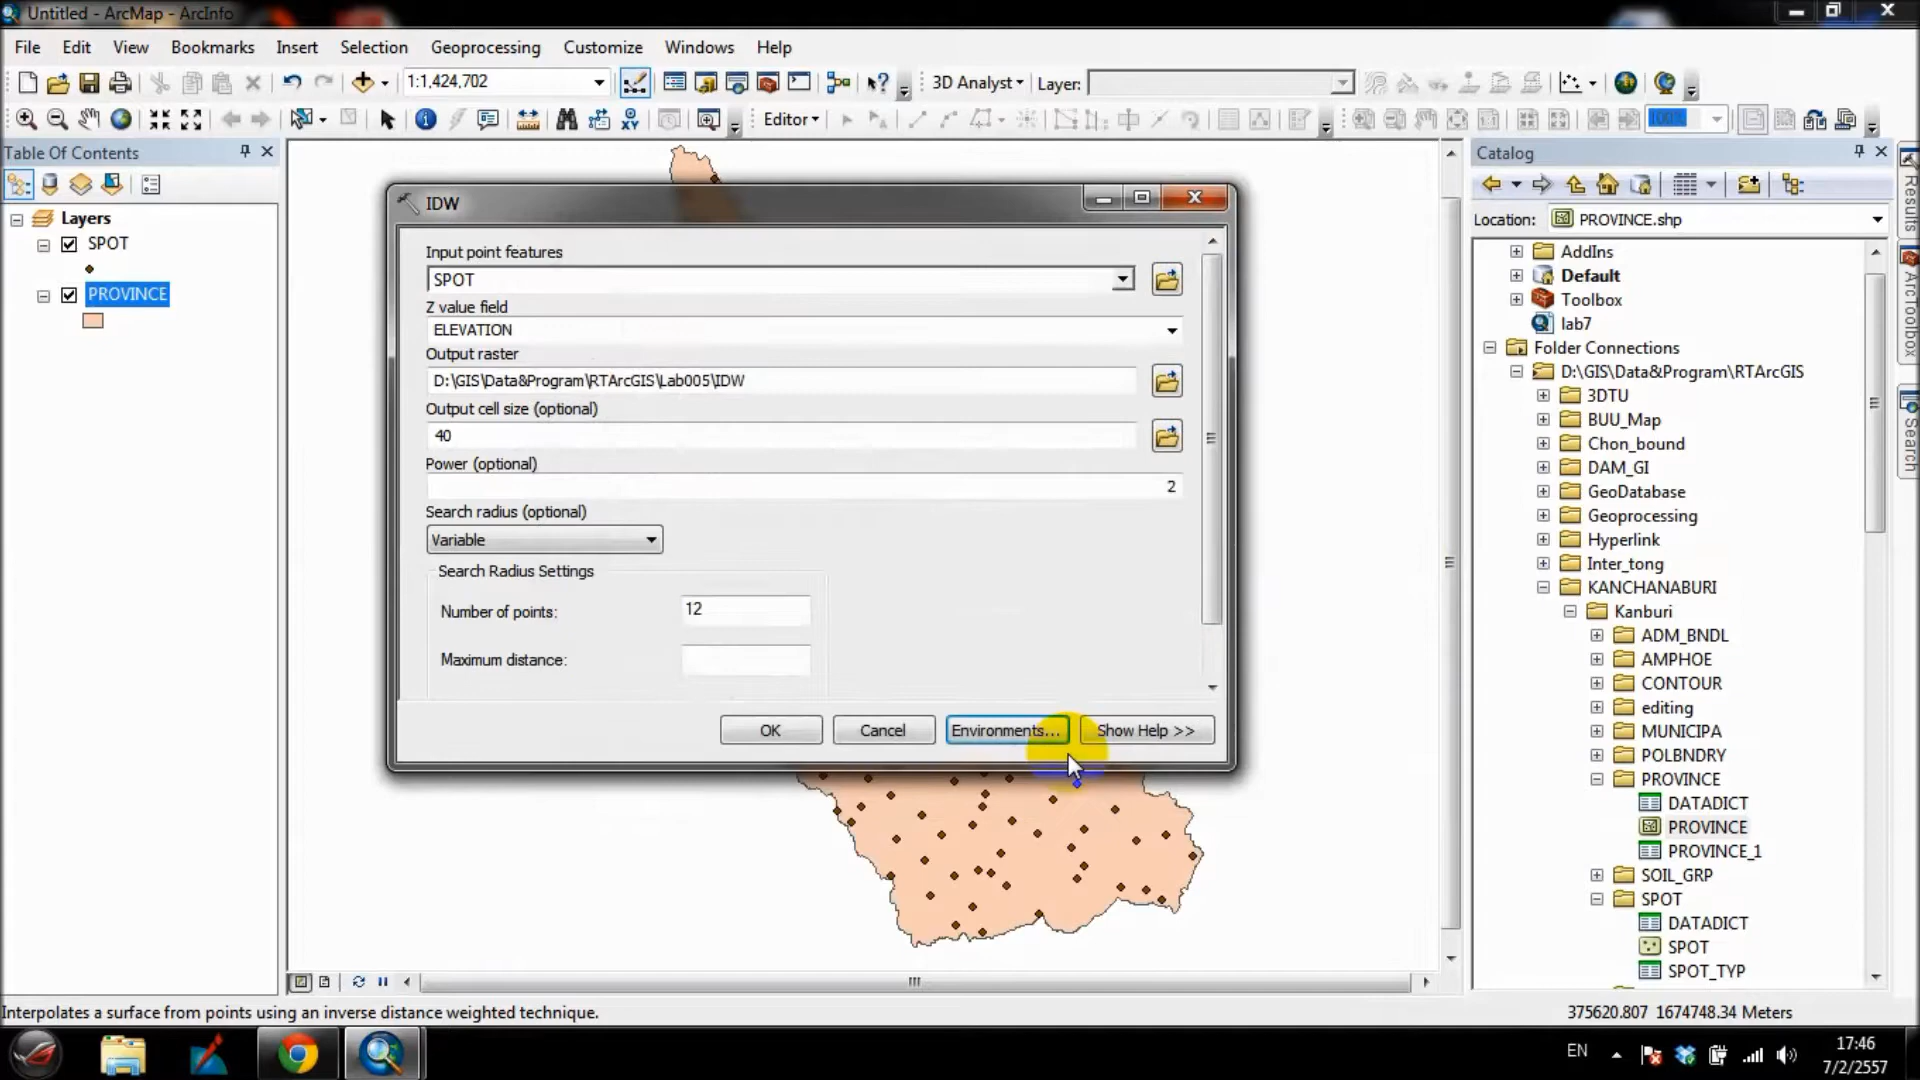 Untitled - ArcMap - ArcInfo
File Edit View Bookmarks Insert Selection Geoprocessing Customize Windows Help
1:1,424,702
3D Analyst
Layer:
Editor
100%
Table Of Contents
Layers
SPOT
PROVINCE
IDW
Input point features
SPOT
Z value field
ELEVATION
Output raster
D:\GIS\Data&Program\RTArcGIS\Lab005\IDW
Output cell size (optional)
40
Power (optional)
2
Search radius (optional)
Variable
Search Radius Settings
Number of points: 12
Maximum distance:
OK Cancel Environments... Show Help >>
Catalog
Location: PROVINCE.shp
AddIns
Default
Toolbox
lab7
Folder Connections
D:\GIS\Data&Program\RTArcGIS
3DTU
BUU_Map
Chon_bound
DAM_GI
GeoDatabase
Geoprocessing
Hyperlink
Inter_tong
KANCHANABURI
Kanburi
ADM_BNDL
AMPHOE
CONTOUR
editing
MUNICIPA
POLBNDRY
PROVINCE
DATADICT
PROVINCE
PROVINCE_1
SOIL_GRP
SPOT
DATADICT
SPOT
SPOT_TYP
Results
ArcToolbox
Search
Interpolates a surface from points using an inverse distance weighted technique.
375620.807 1674748.34 Meters
EN
17:46
7/2/2557